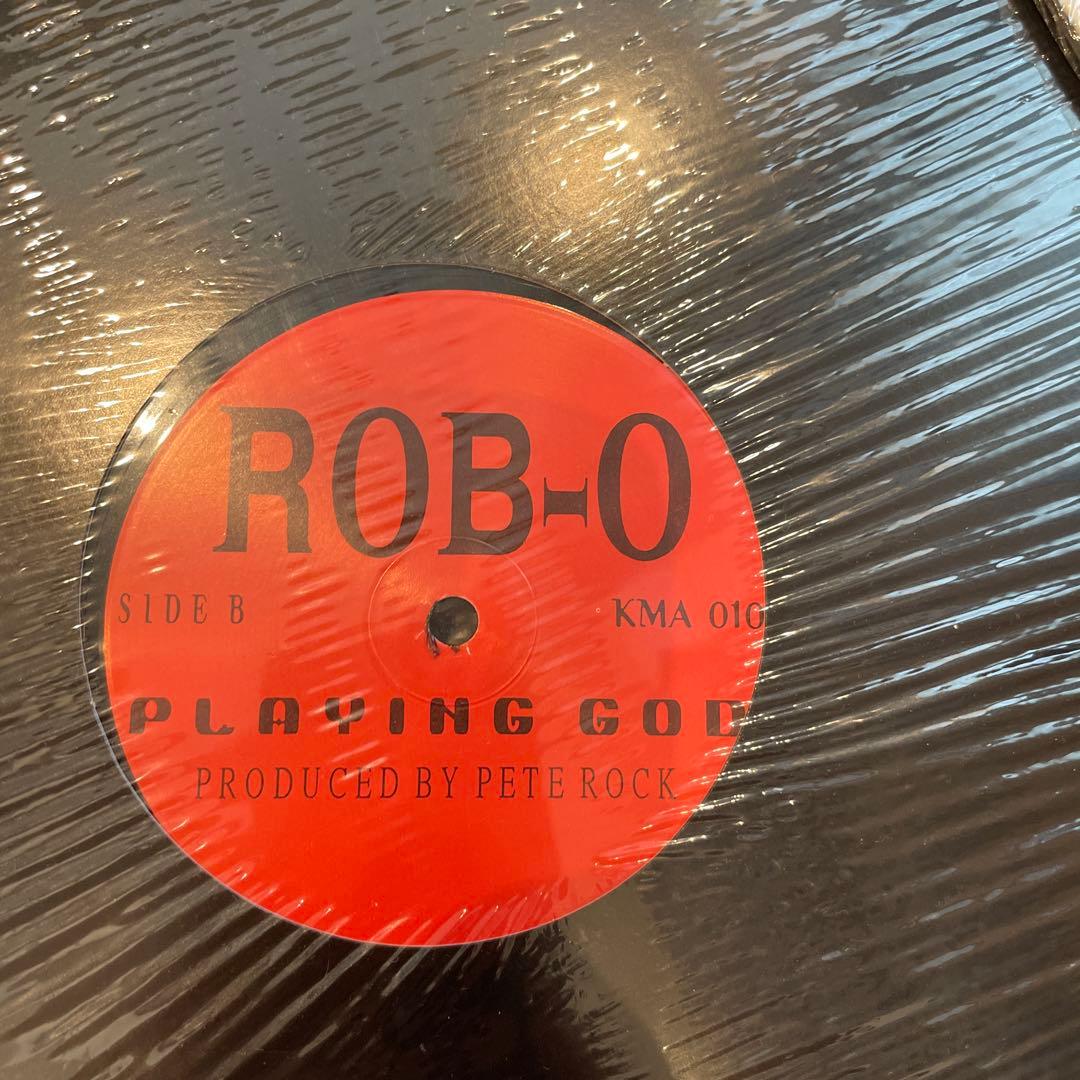 ROB-O
SIDE B
KMA 010
PLAYING GOD
PRODUCED BY PETE ROCK